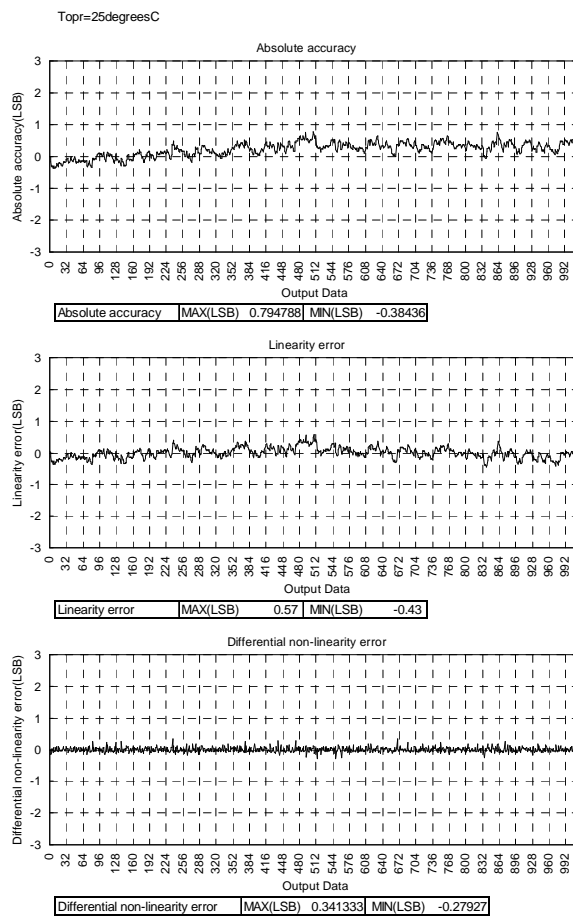 Topr=25degreesC
Absolute accuracy
Absolute accuracy(LSB)
3
2
1
0
-1
-2
-3
0 32 64 96 128 160 192 224 256 288 320 352 384 416 448 480 512 544 576 608 640 672 704 736 768 800 832 864 896 928 960 992
Output Data
Absolute accuracy MAX(LSB) 0.794788 MIN(LSB) -0.38436
Linearity error
Linearity error(LSB)
3
2
1
0
-1
-2
-3
0 32 64 96 128 160 192 224 256 288 320 352 384 416 448 480 512 544 576 608 640 672 704 736 768 800 832 864 896 928 960 992
Output Data
Linearity error MAX(LSB) 0.57 MIN(LSB) -0.43
Differential non-linearity error
Differential non-linearity error(LSB)
3
2
1
0
-1
-2
-3
0 32 64 96 128 160 192 224 256 288 320 352 384 416 448 480 512 544 576 608 640 672 704 736 768 800 832 864 896 928 960 992
Output Data
Differential non-linearity error MAX(LSB) 0.341333 MIN(LSB) -0.27927